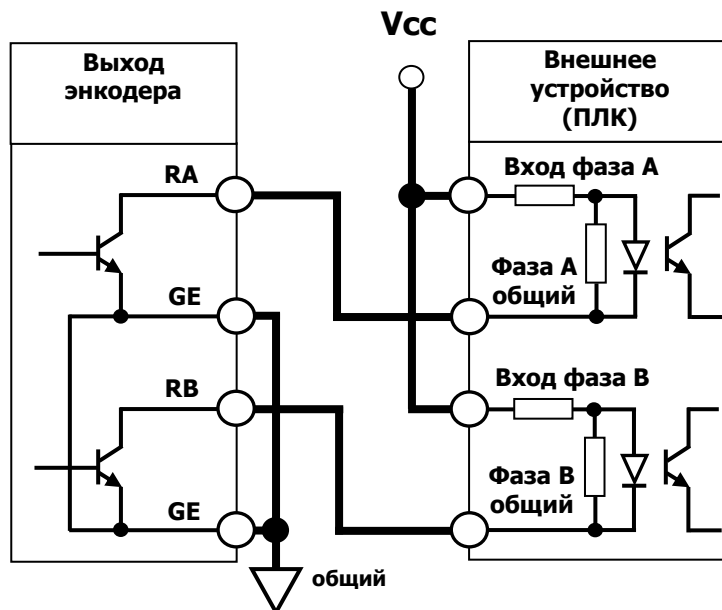 Vcc
Выход
энкодера
Внешнее
устройство
(ПЛК)
RA
Вход фаза A
Фаза A
общий
GE
RB
Вход фаза B
Фаза B
общий
GE
общий